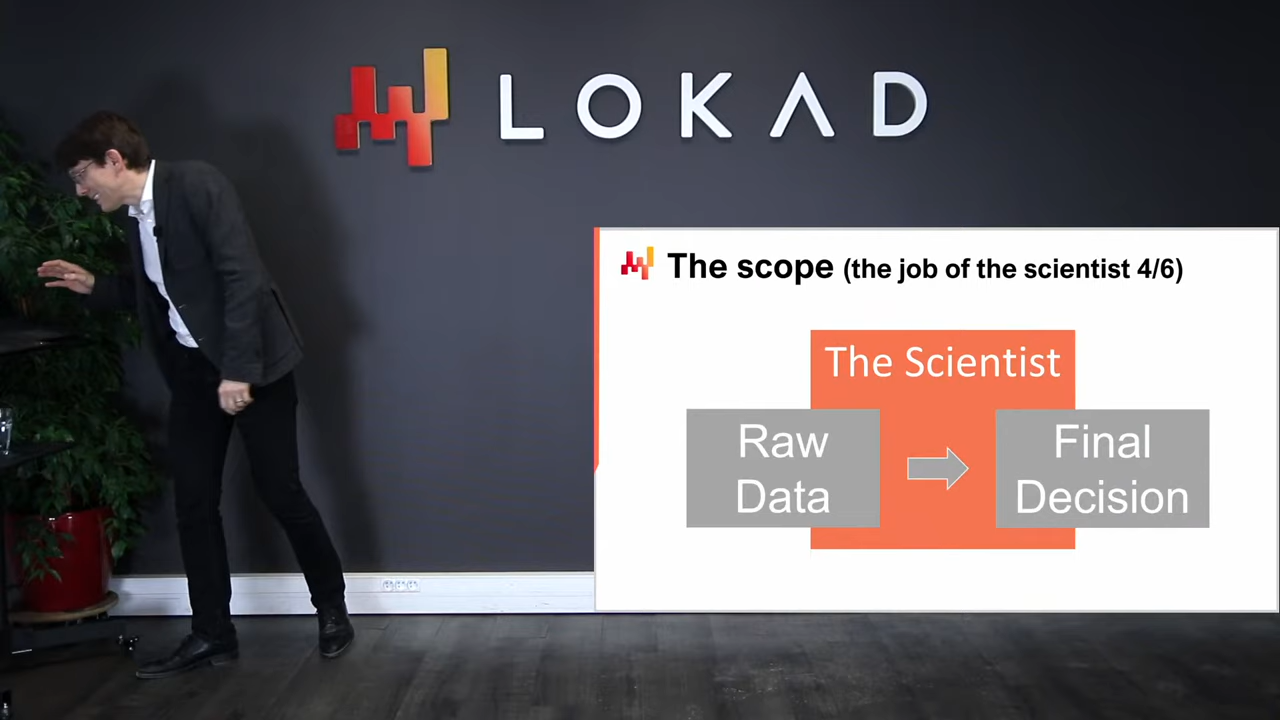 LOKAD
The scope (the job of the scientist 4/6)
The Scientist
Raw
Data
Final
Decision